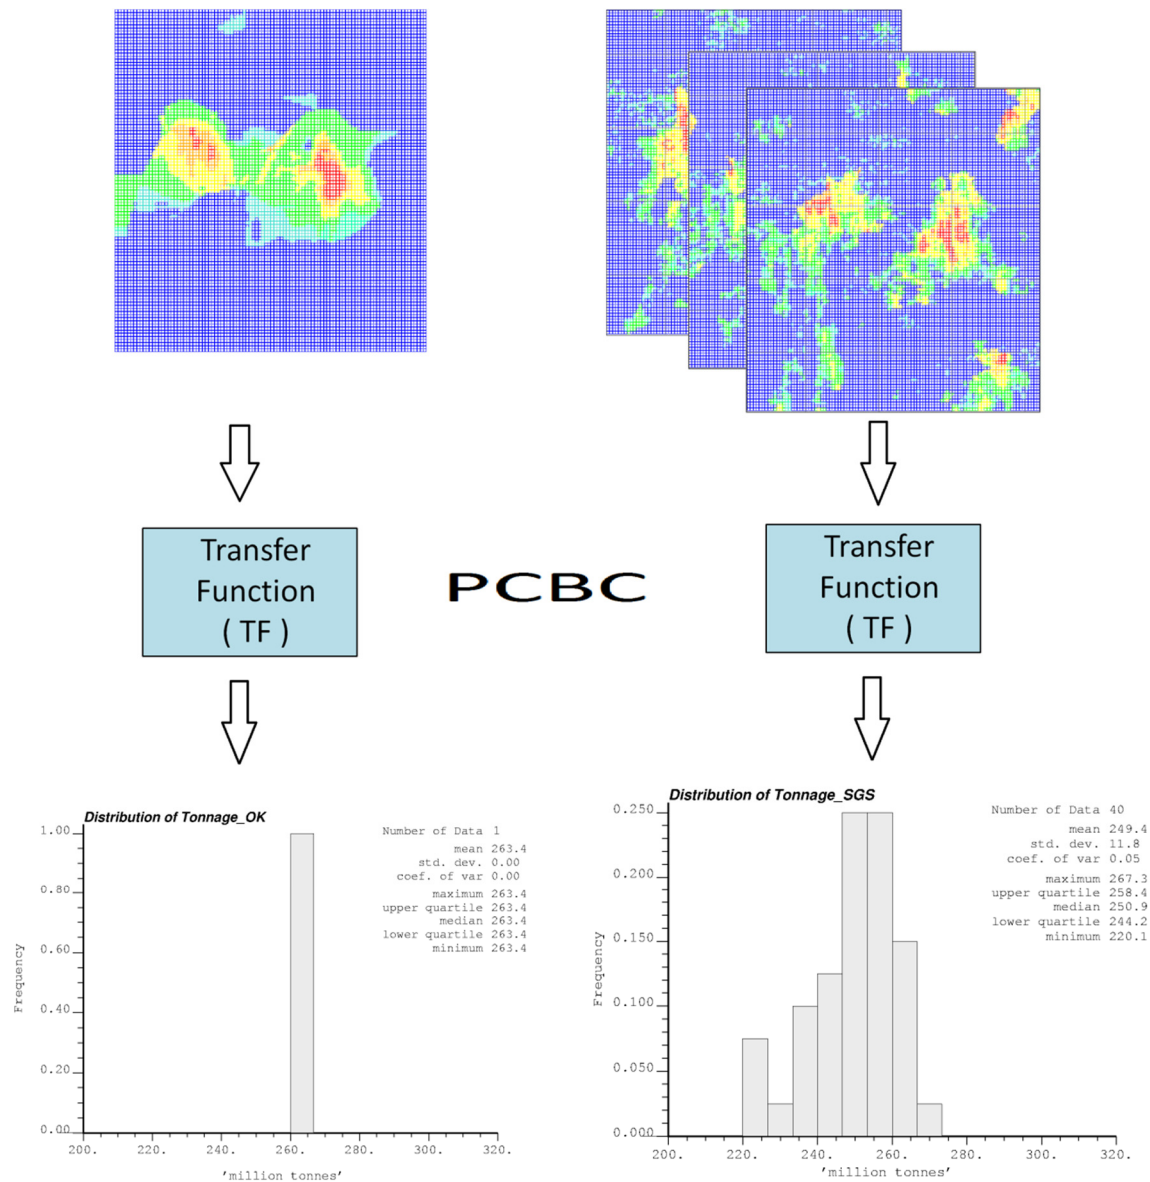 Transfer
Function
( TF )
PCBC
Transfer
Function
( TF )
Distribution of Tonnage_OK
Number of Data 1
mean 263.4
std. dev. 0.00
coef. of var 0.00
maximum 263.4
upper quartile 263.4
median 263.4
lower quartile 263.4
minimum 263.4
Frequency
1.00
0.80
0.60
0.40
0.20
0.00
200. 220. 240. 260. 280. 300. 320.
'million tonnes'
Distribution of Tonnage_SGS
Number of Data 40
mean 249.4
std. dev. 11.8
coef. of var 0.05
maximum 267.3
upper quartile 258.4
median 250.9
lower quartile 244.2
minimum 220.1
Frequency
0.250
0.200
0.150
0.100
0.050
0.000
200. 220. 240. 260. 280. 300. 320.
'million tonnes'